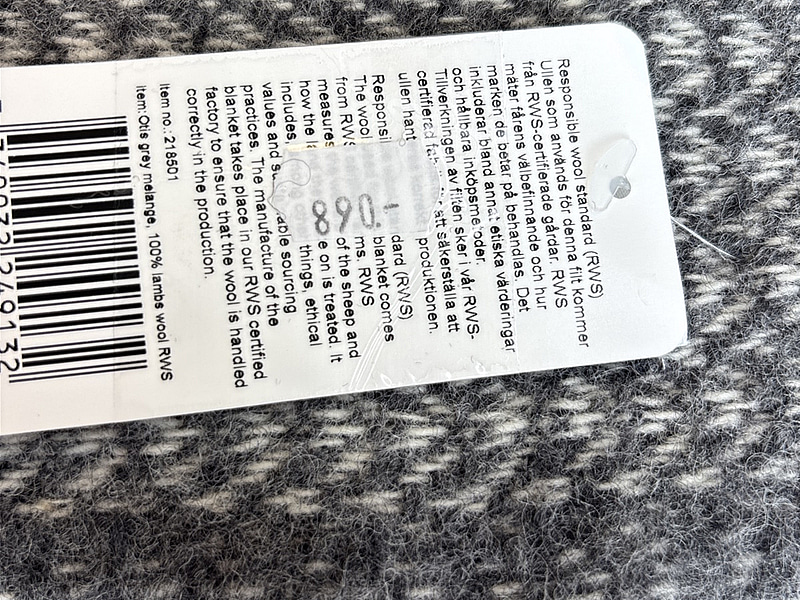 Responsible wool standard (RWS)
Ullen som används för denna filt kommer
från RWS-certifierade gårdar. RWS
mäter fårens välbefinnande och hur
marken de betar på behandlas. Det
inkluderar bland annat etiska värderingar
och hållbara inköpsmetoder.
Tillverkningen av filten sker i vår RWS-
certifierad att säkerställa att
ullen produktionen.
(RWS)
The wool blanket comes
from RWS RWS
measures of the sheep and
how the on is treated. It
includes things, ethical
values and sourcing
practices. The manufacture of the
blanket takes place in our RWS certified
factory to ensure that the wool is handled
correctly in the production.
890.-
Item no.: 218501
Item:Otis grey melange, 100% lambs wool RWS